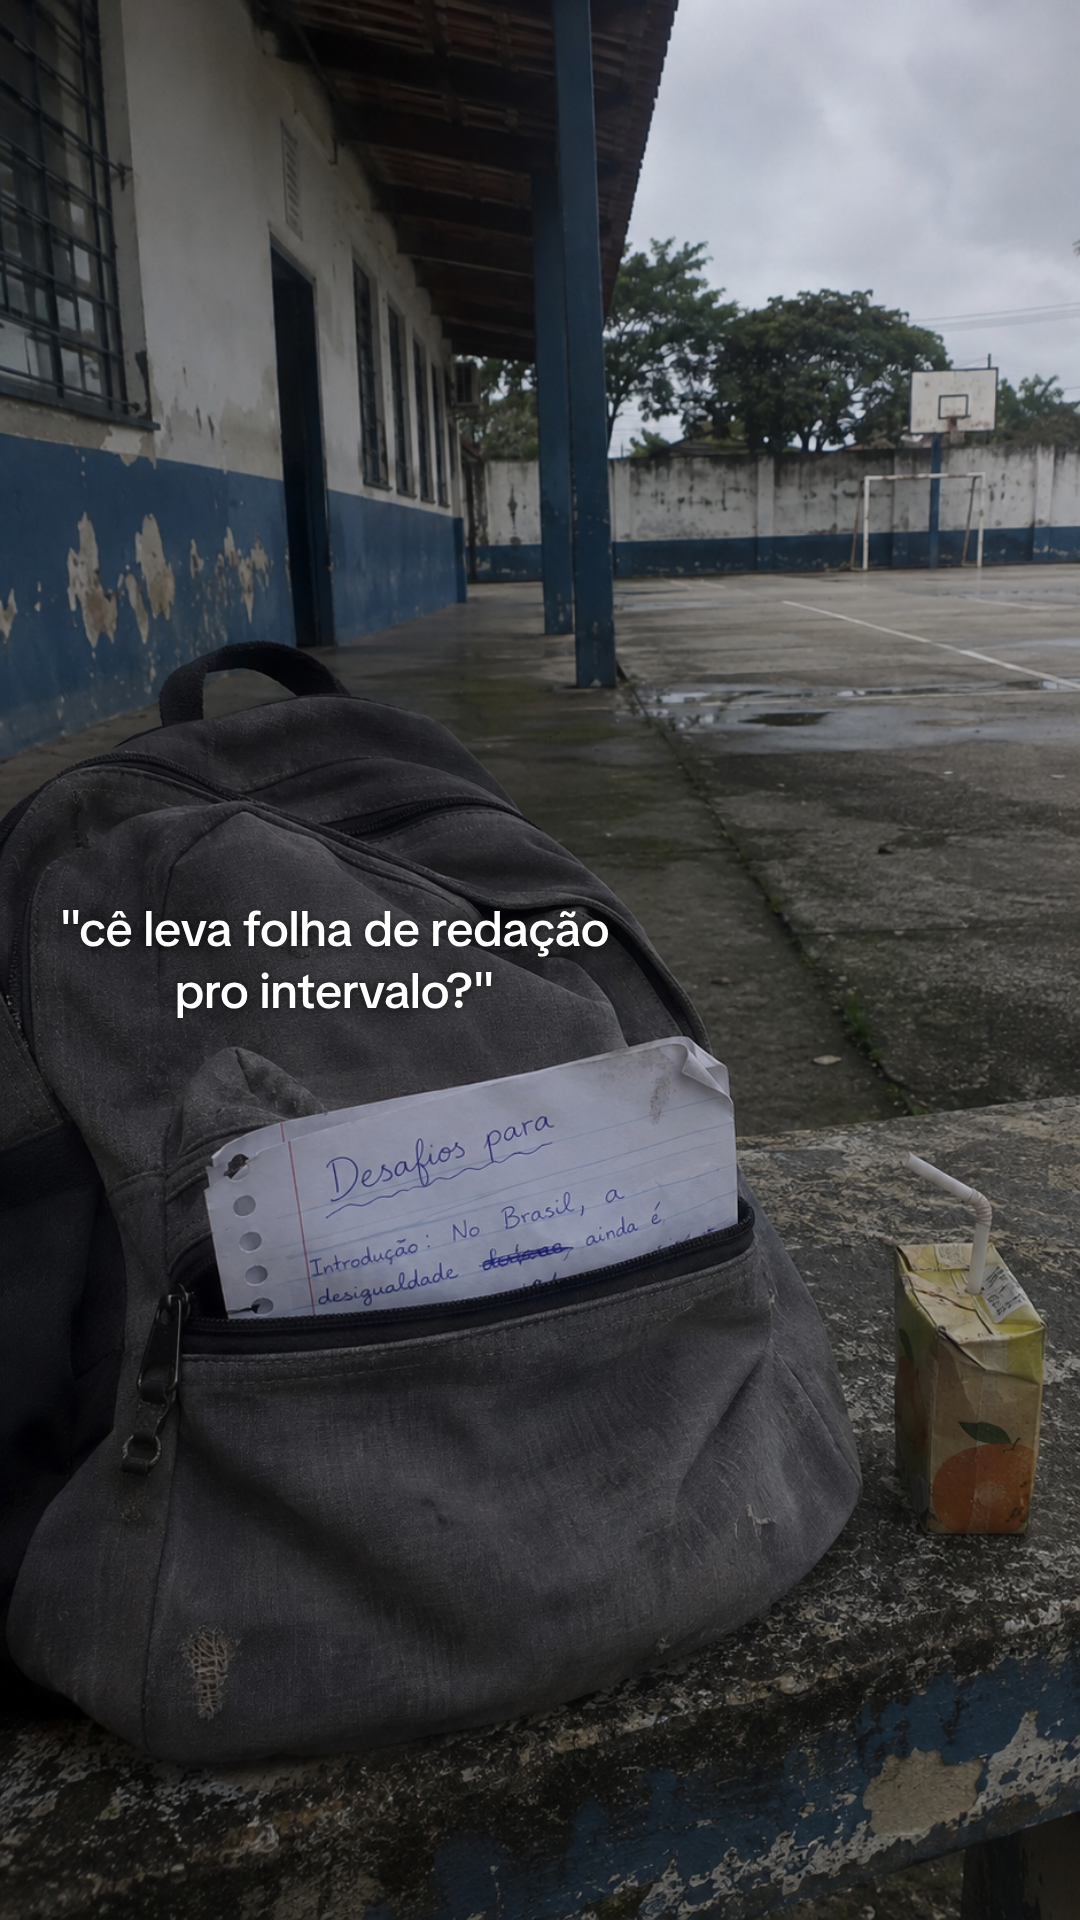 "cê leva folha de redação
pro intervalo?"
Desafios para
Introdução: No Brasil, a
desigualdade ainda é